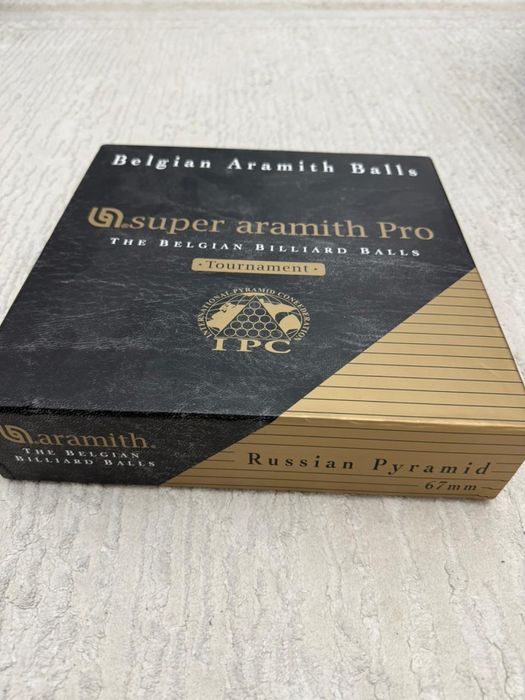 Belgian Aramith Balls
super aramith Pro
THE BELGIAN BILLIARD BALLS
· Tournament ·
INTERNATIONAL PYRAMID CONFEDERATION
IPC
aramith
THE BELGIAN
BILLIARD BALLS
Russian Pyramid
67mm